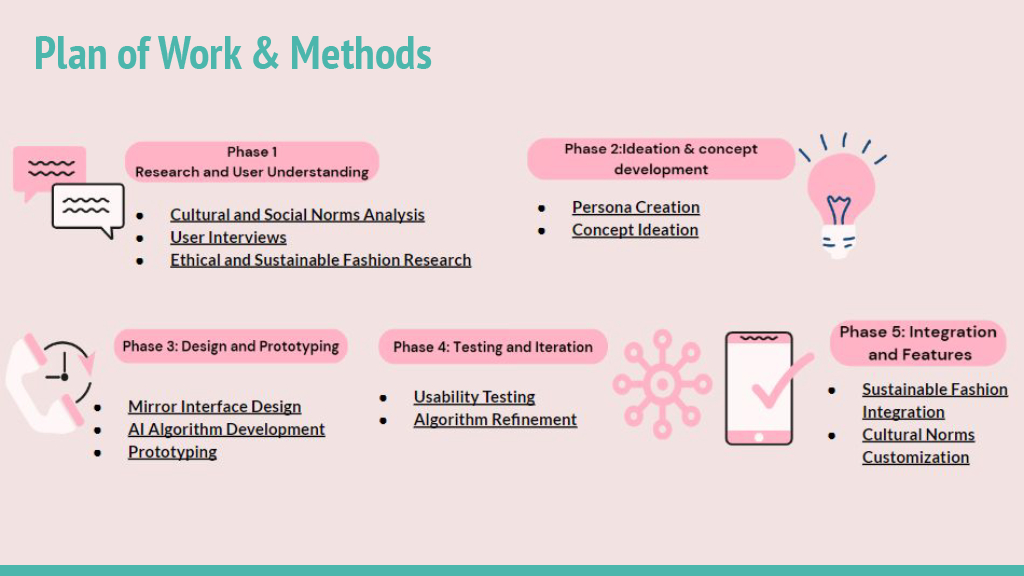 Plan of Work & Methods
Phase 1
Research and User Understanding
● Cultural and Social Norms Analysis
● User Interviews
● Ethical and Sustainable Fashion Research
Phase 2:Ideation & concept
development
● Persona Creation
● Concept Ideation
Phase 3: Design and Prototyping
● Mirror Interface Design
● AI Algorithm Development
● Prototyping
Phase 4: Testing and Iteration
● Usability Testing
● Algorithm Refinement
Phase 5: Integration
and Features
● Sustainable Fashion
Integration
● Cultural Norms
Customization